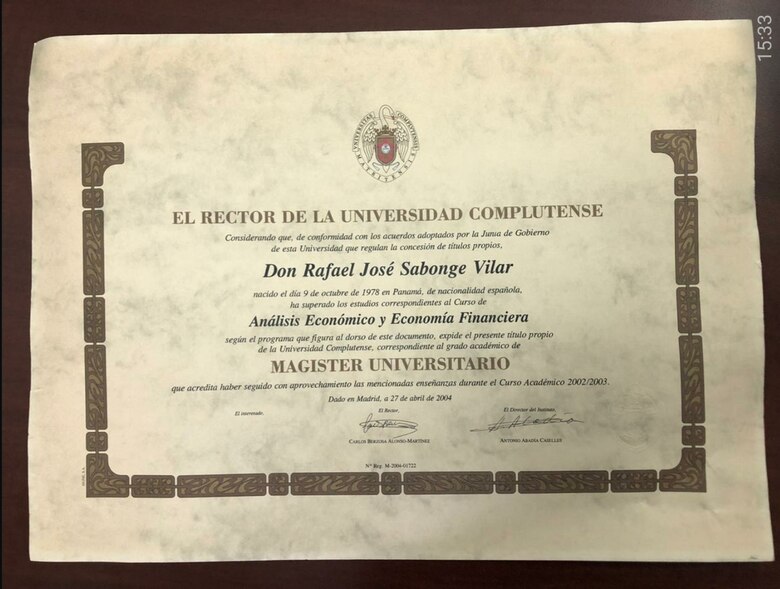 15:33
UNIVERSITAS COMPLUTENSIS MATRITENSIS
EL RECTOR DE LA UNIVERSIDAD COMPLUTENSE
Considerando que, de conformidad con los acuerdos adoptados por la Junta de Gobierno
de esta Universidad que regulan la concesión de títulos propios,
Don Rafael José Sabonge Vilar
nacido el día 9 de octubre de 1978 en Panamá, de nacionalidad española,
ha superado los estudios correspondientes al Curso de
Análisis Económico y Economía Financiera
según el programa que figura al dorso de este documento, expide el presente título propio
de la Universidad Complutense, correspondiente al grado académico de
MAGISTER UNIVERSITARIO
que acredita haber seguido con aprovechamiento las mencionadas enseñanzas durante el Curso Académico 2002/2003.
Dado en Madrid, a 27 de abril de 2004
El interesado, El Rector, El Director del Instituto,
A. Abadía
CARLOS BERZOSA ALONSO-MARTÍNEZ ANTONIO ABADÍA CASELLES
Nº Reg. M-2004-01722